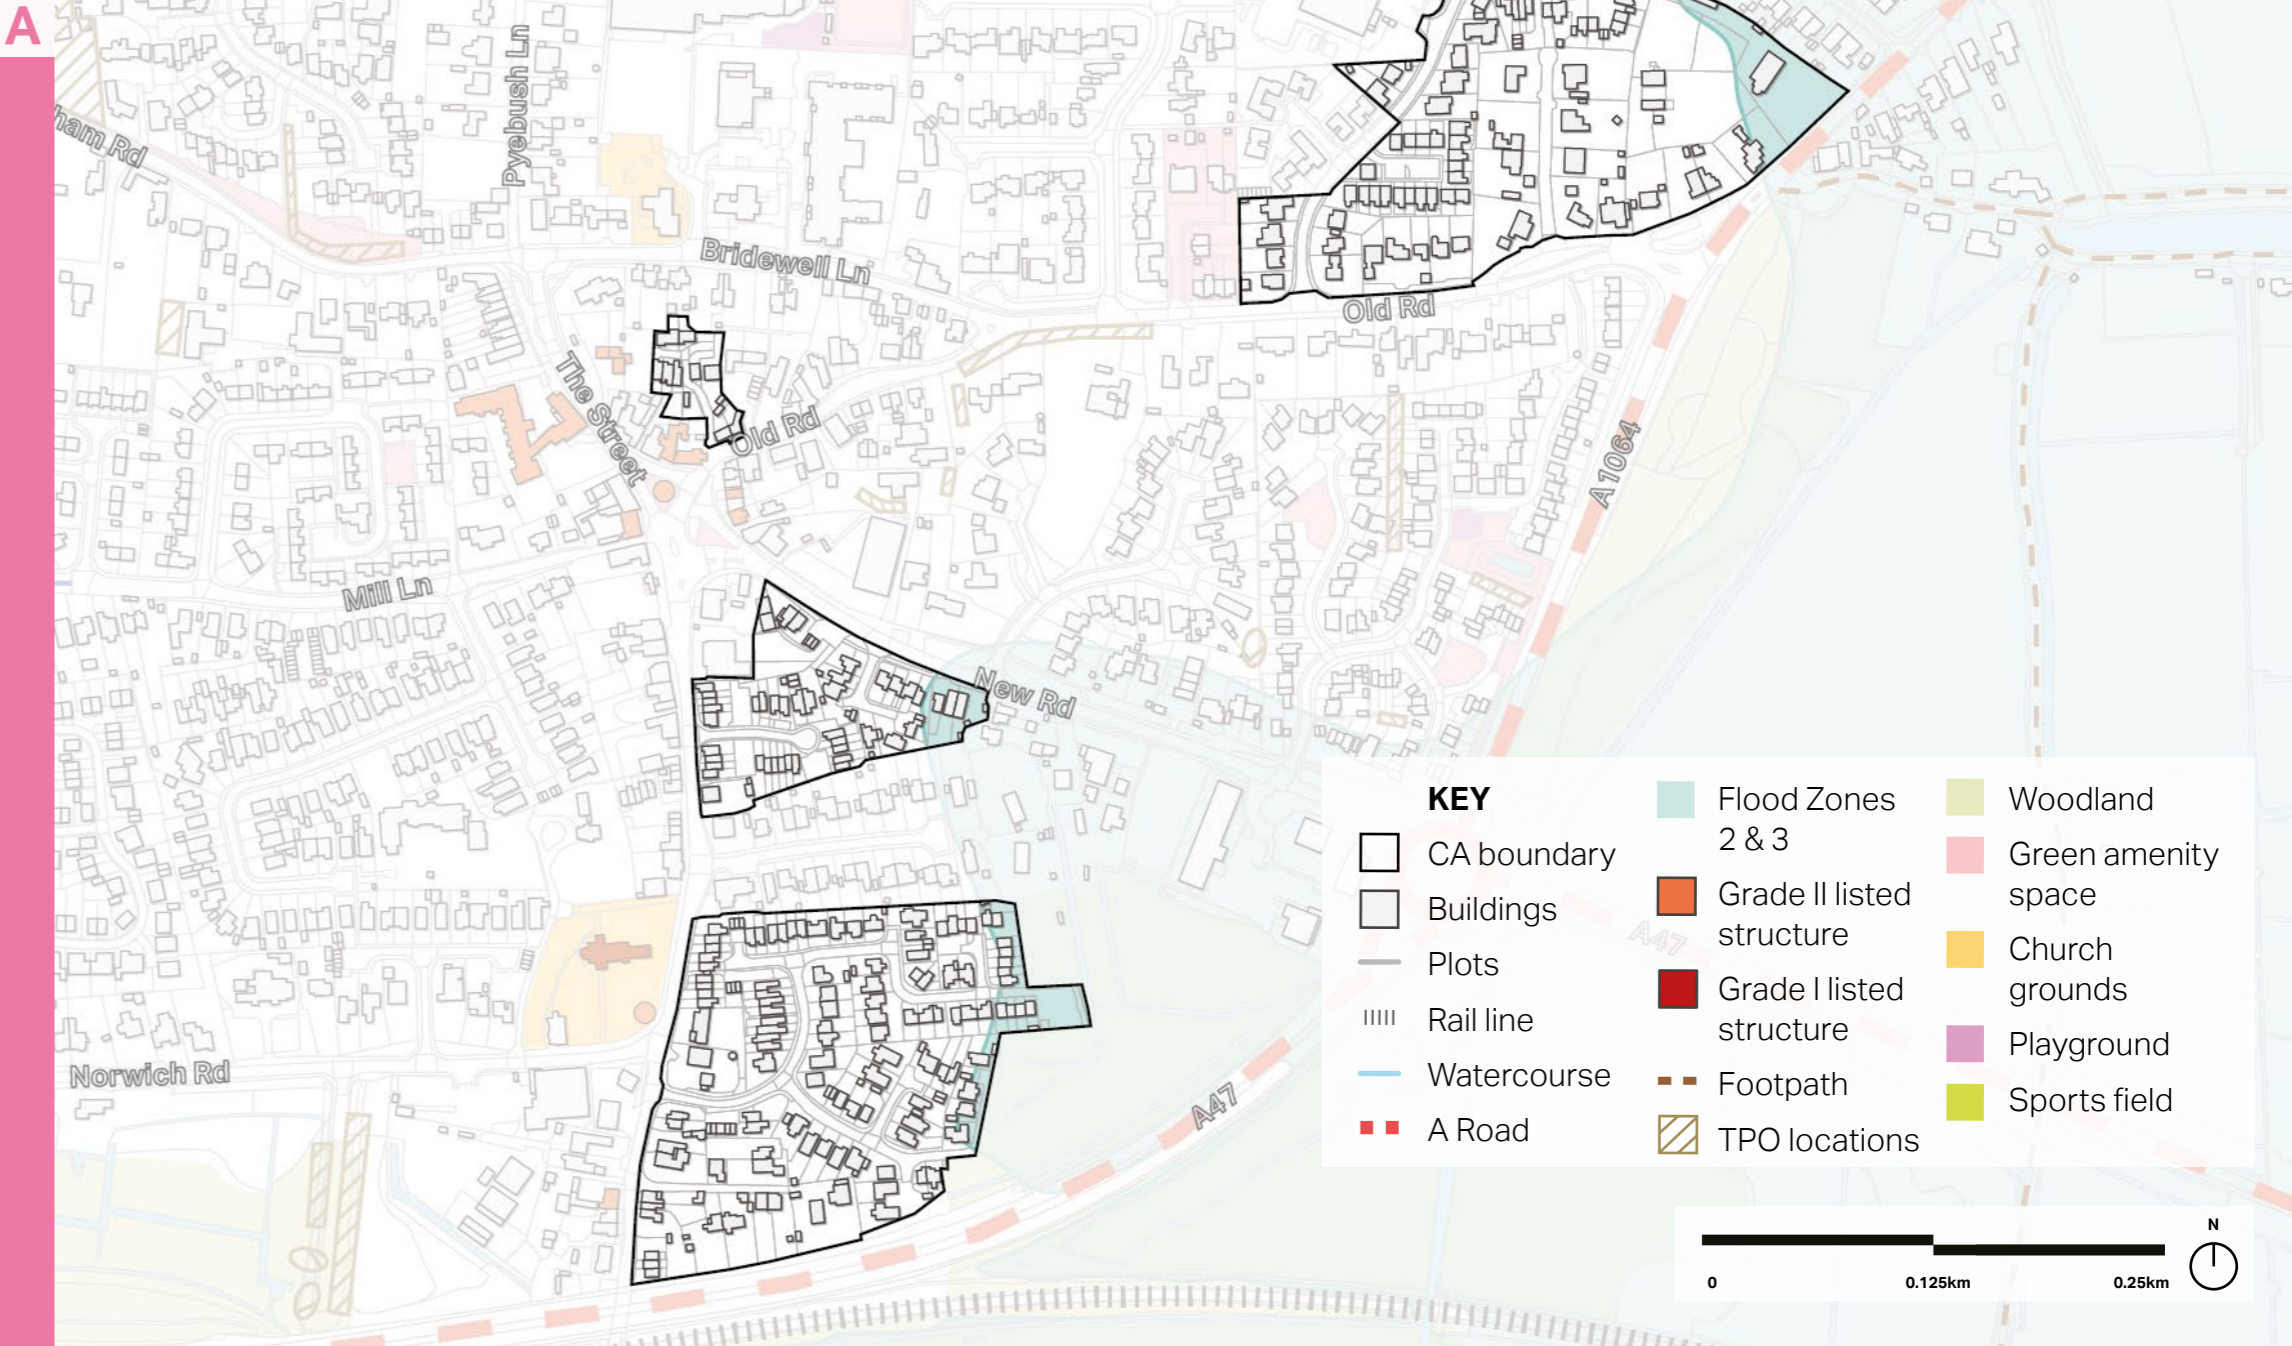 A
ham Rd
Pyebush Ln
Bridewell Ln
Old Rd
The Street
Old Rd
A1064
Mill Ln
New Rd
Norwich Rd
A47
A47
KEY
CA boundary
Buildings
Plots
Rail line
Watercourse
A Road
Flood Zones
2 & 3
Grade II listed
structure
Grade I listed
structure
Footpath
TPO locations
Woodland
Green amenity
space
Church
grounds
Playground
Sports field
0
0.125km
0.25km
N